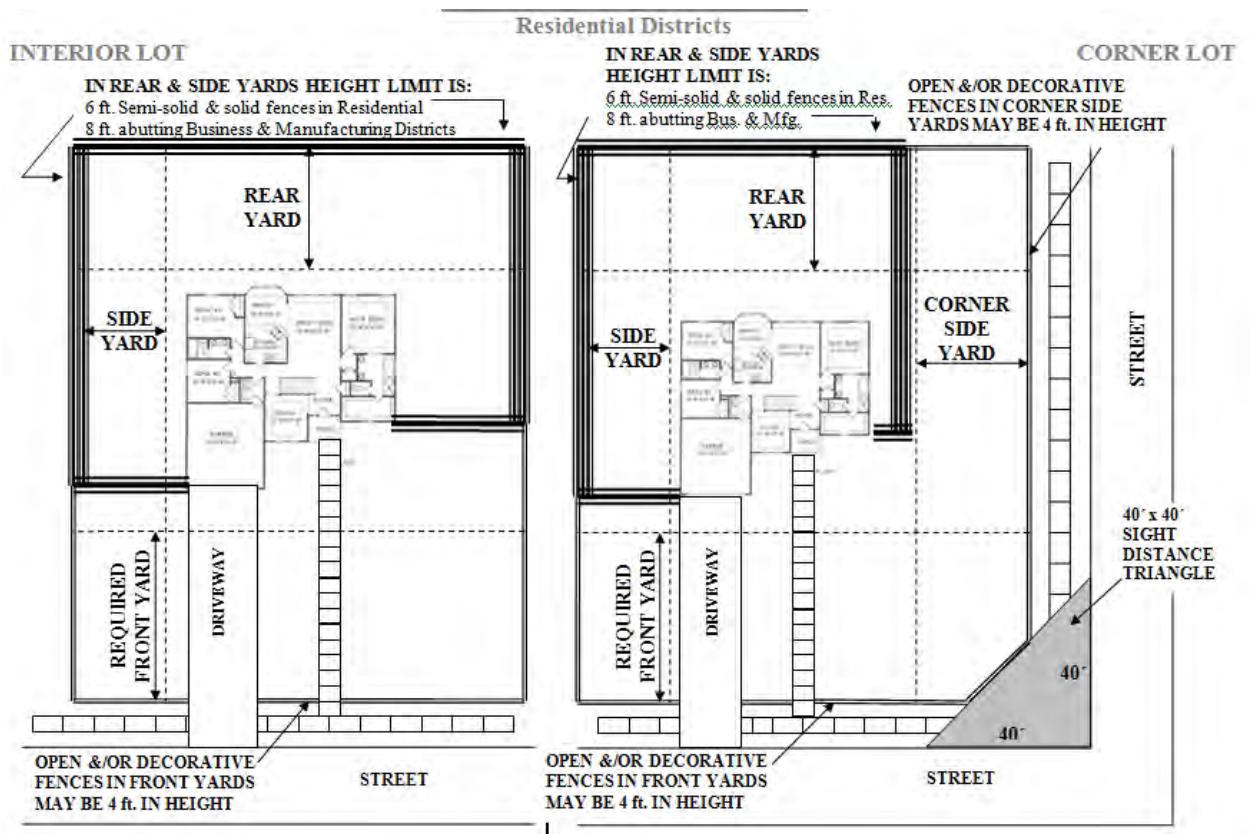 Residential Districts
INTERIOR LOT
CORNER LOT
IN REAR & SIDE YARDS HEIGHT LIMIT IS:
6 ft. Semi-solid & solid fences in Residential
8 ft. abutting Business & Manufacturing Districts
IN REAR & SIDE YARDS
HEIGHT LIMIT IS:
6 ft. Semi-solid & solid fences in Res.
8 ft. abutting Bus. & Mfg.
OPEN &/OR DECORATIVE
FENCES IN CORNER SIDE
YARDS MAY BE 4 ft. IN HEIGHT
REAR
YARD
SIDE
YARD
REQUIRED
FRONT YARD
DRIVEWAY
OPEN &/OR DECORATIVE
FENCES IN FRONT YARDS
MAY BE 4 ft. IN HEIGHT
STREET
REAR
YARD
SIDE
YARD
CORNER
SIDE
YARD
STREET
40´ x 40´
SIGHT
DISTANCE
TRIANGLE
REQUIRED
FRONT YARD
DRIVEWAY
40´
40´
OPEN &/OR DECORATIVE
FENCES IN FRONT YARDS
MAY BE 4 ft. IN HEIGHT
STREET